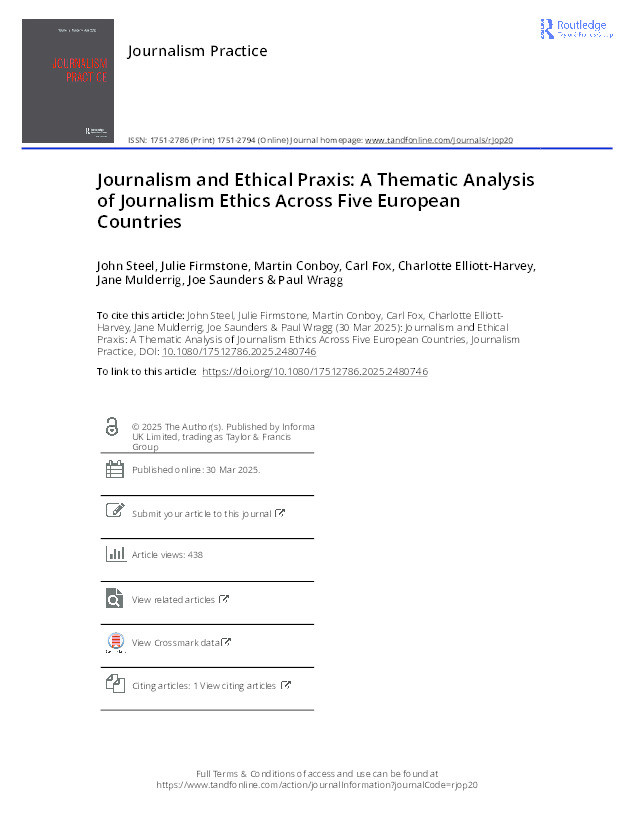 JOURNALISM
PRACTICE
Routledge
Taylor & Francis Group
Journalism Practice
ISSN: 1751-2786 (Print) 1751-2794 (Online) Journal homepage: www.tandfonline.com/journals/rjop20
Journalism and Ethical Praxis: A Thematic Analysis
of Journalism Ethics Across Five European
Countries
John Steel, Julie Firmstone, Martin Conboy, Carl Fox, Charlotte Elliott-Harvey,
Jane Mulderrig, Joe Saunders & Paul Wragg
To cite this article: John Steel, Julie Firmstone, Martin Conboy, Carl Fox, Charlotte Elliott-
Harvey, Jane Mulderrig, Joe Saunders & Paul Wragg (30 Mar 2025): Journalism and Ethical
Praxis: A Thematic Analysis of Journalism Ethics Across Five European Countries, Journalism
Practice, DOI: 10.1080/17512786.2025.2480746
To link to this article: https://doi.org/10.1080/17512786.2025.2480746
© 2025 The Author(s). Published by Informa
UK Limited, trading as Taylor & Francis
Group
Published online: 30 Mar 2025.
Submit your article to this journal
Article views: 438
View related articles
View Crossmark data
Citing articles: 1 View citing articles
Full Terms & Conditions of access and use can be found at
https://www.tandfonline.com/action/journalInformation?journalCode=rjop20